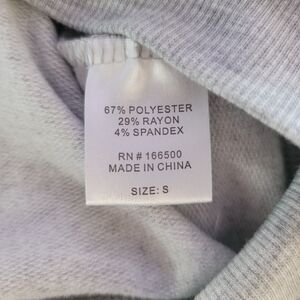 67% POLYESTER
29% RAYON
4% SPANDEX
RN # 166500
MADE IN CHINA
SIZE: S